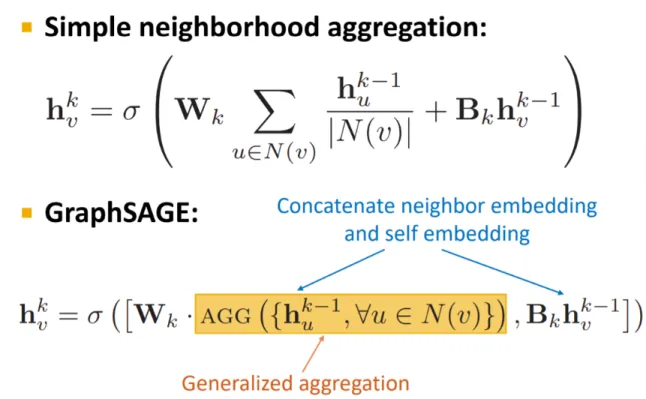 ▪ Simple neighborhood aggregation:
h_v^k = σ ( W_k ∑_{u∈N(v)} h_u^{k−1} / |N(v)| + B_k h_v^{k−1} )
▪ GraphSAGE:
Concatenate neighbor embedding
and self embedding
h_v^k = σ ([W_k · AGG ({h_u^{k−1}, ∀u ∈ N(v)}), B_k h_v^{k−1}])
Generalized aggregation